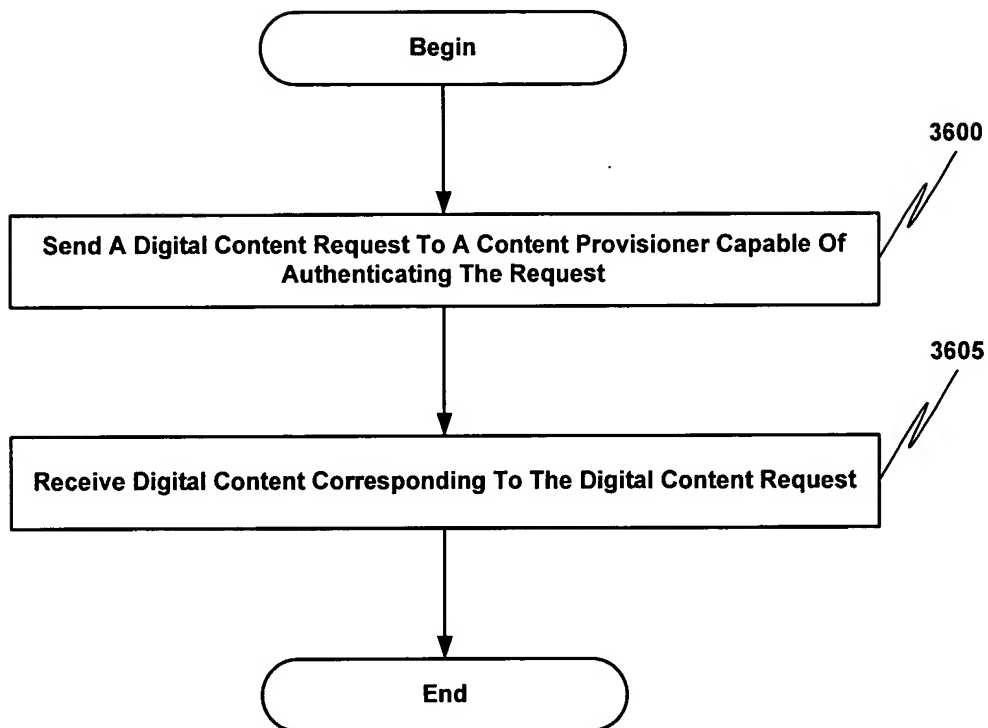 Begin
3600
Send A Digital Content Request To A Content Provisioner Capable Of
Authenticating The Request
3605
Receive Digital Content Corresponding To The Digital Content Request
End